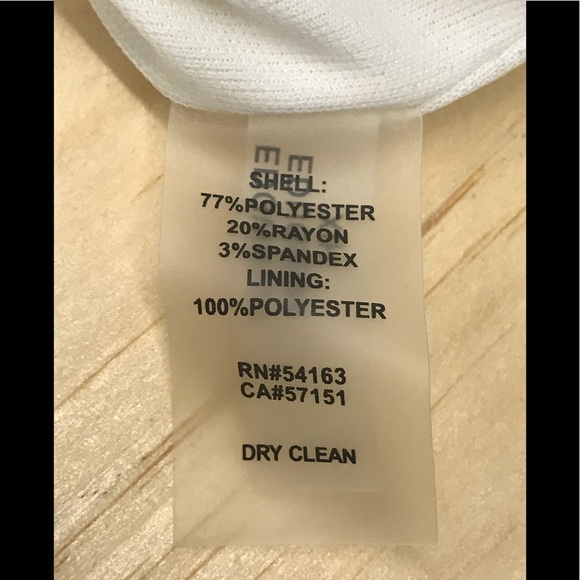 SHELL:
77%POLYESTER
20%RAYON
3%SPANDEX
LINING:
100%POLYESTER
RN#54163
CA#57151
DRY CLEAN